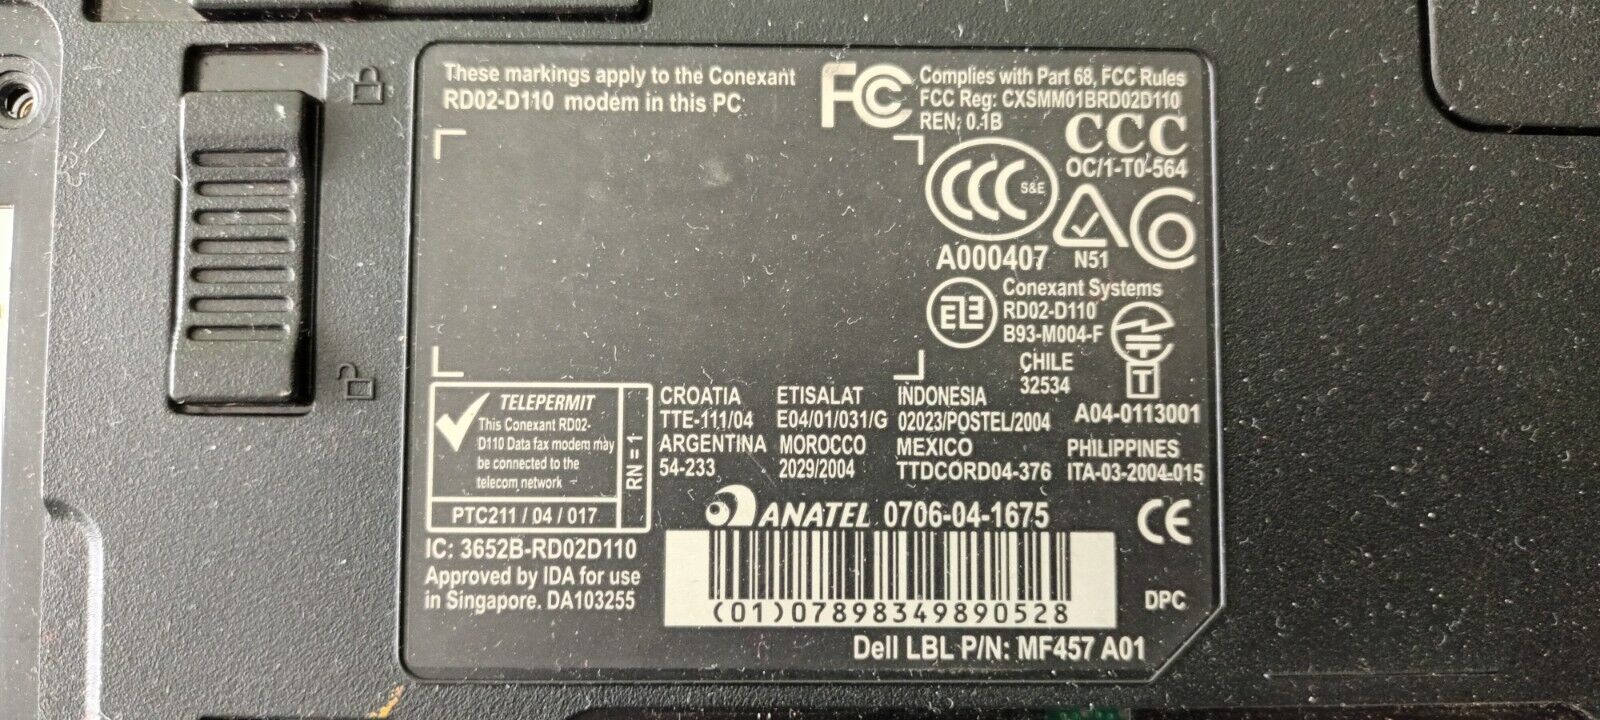 These markings apply to the Conexant
RD02-D110 modem in this PC
FC Complies with Part 68, FCC Rules
FCC Reg: CXSMM01BRD02D110
REN: 0.1B
CCC
OC/1-T0-564
CCC S&E
A000407
N51
Conexant Systems
RD02-D110
B93-M004-F
CHILE
32534
T
A04-0113001
TELEPERMIT
This Conexant RD02-
D110 Data fax modem may
be connected to the
telecom network
RN = 1
PTC211 / 04 / 017
CROATIA ETISALAT INDONESIA
TTE-111/04 E04/01/031/G 02023/POSTEL/2004
ARGENTINA MOROCCO MEXICO PHILIPPINES
54-233 2029/2004 TTDCORD04-376 ITA-03-2004-015
ANATEL 0706-04-1675
CE
IC: 3652B-RD02D110
Approved by IDA for use
in Singapore. DA103255
(01)07898349890528
DPC
Dell LBL P/N: MF457 A01